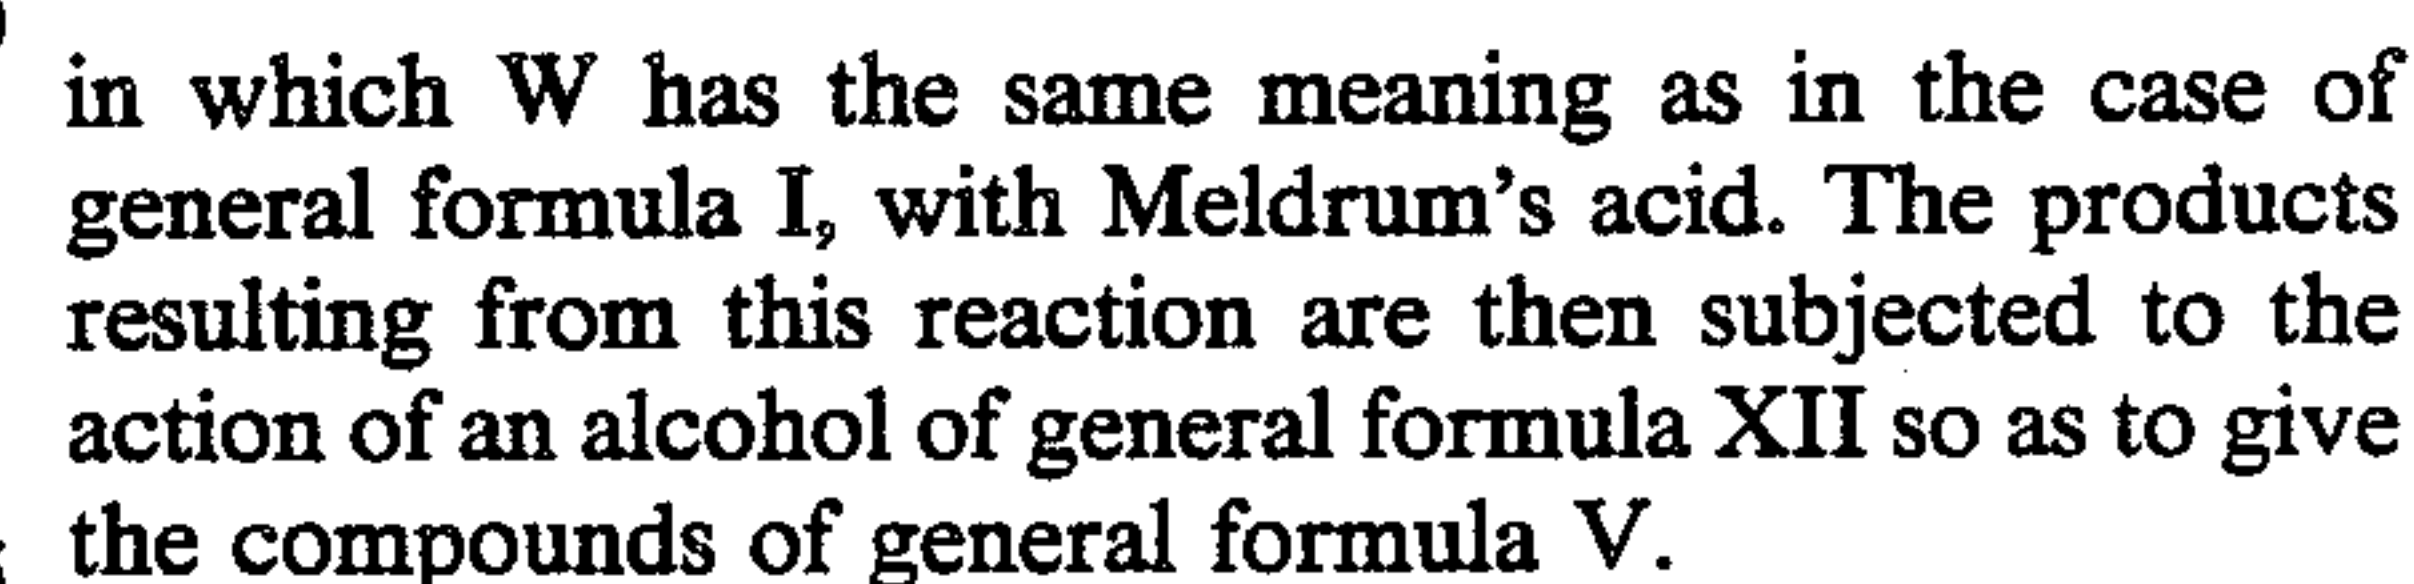 in which W has the same meaning as in the case of
general formula I, with Meldrum's acid. The products
resulting from this reaction are then subjected to the
action of an alcohol of general formula XII so as to give
the compounds of general formula V.